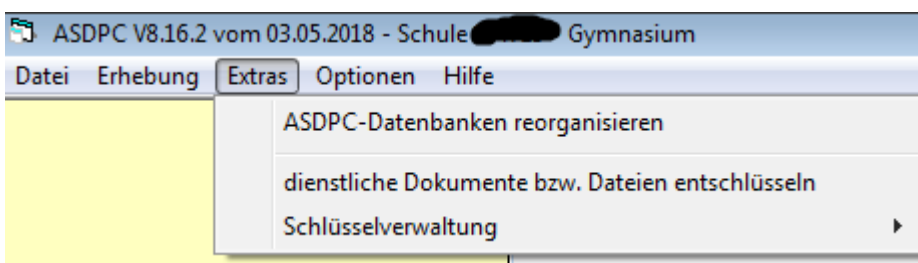 ASDPC V8.16.2 vom 03.05.2018 - Schule Gymnasium
Datei Erhebung Extras Optionen Hilfe
ASDPC-Datenbanken reorganisieren
dienstliche Dokumente bzw. Dateien entschlüsseln
Schlüsselverwaltung